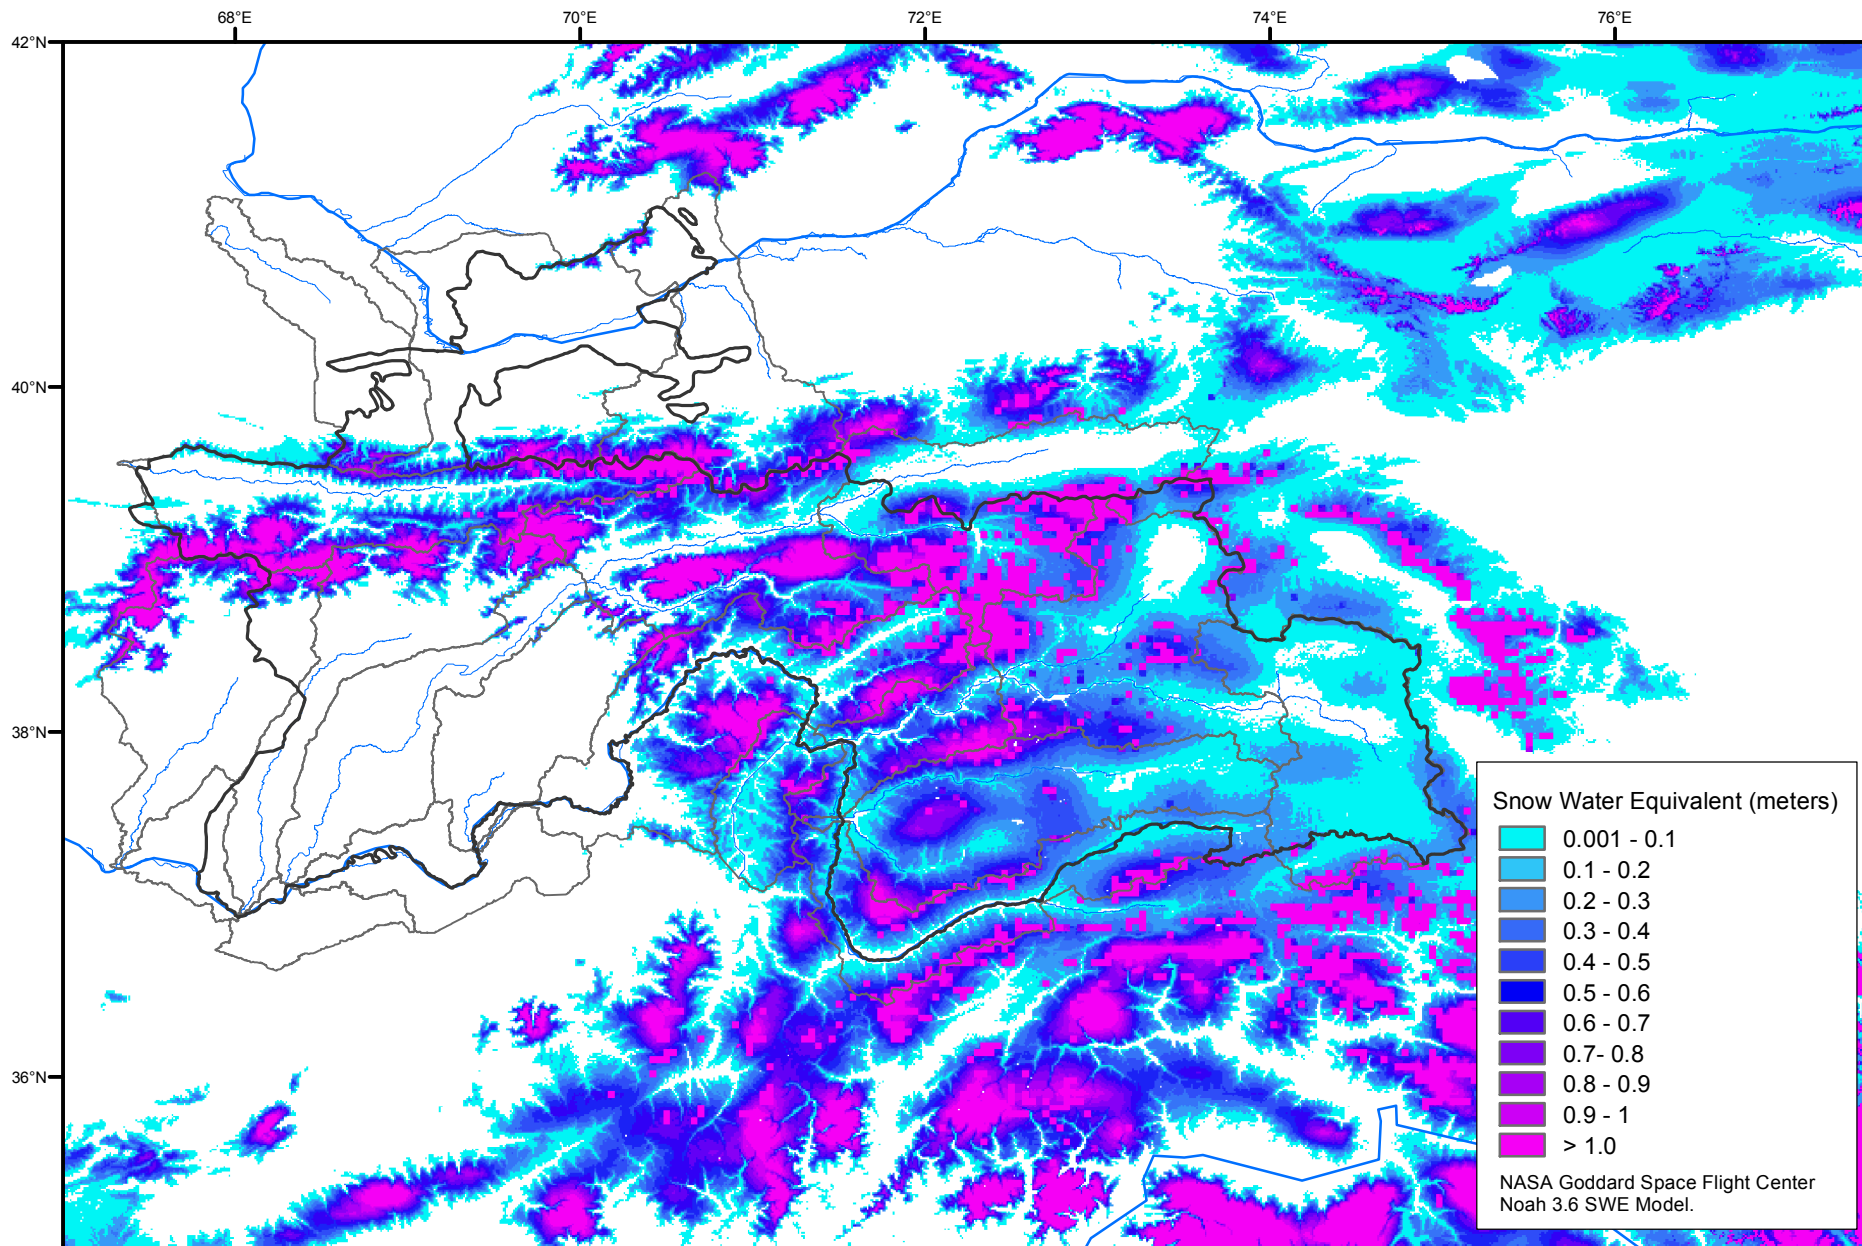 68°E
70°E
72°E
74°E
76°E
42°N
40°N
38°N
36°N
Snow Water Equivalent (meters)
0.001 - 0.1
0.1 - 0.2
0.2 - 0.3
0.3 - 0.4
0.4 - 0.5
0.5 - 0.6
0.6 - 0.7
0.7- 0.8
0.8 - 0.9
0.9 - 1
> 1.0
NASA Goddard Space Flight Center
Noah 3.6 SWE Model.